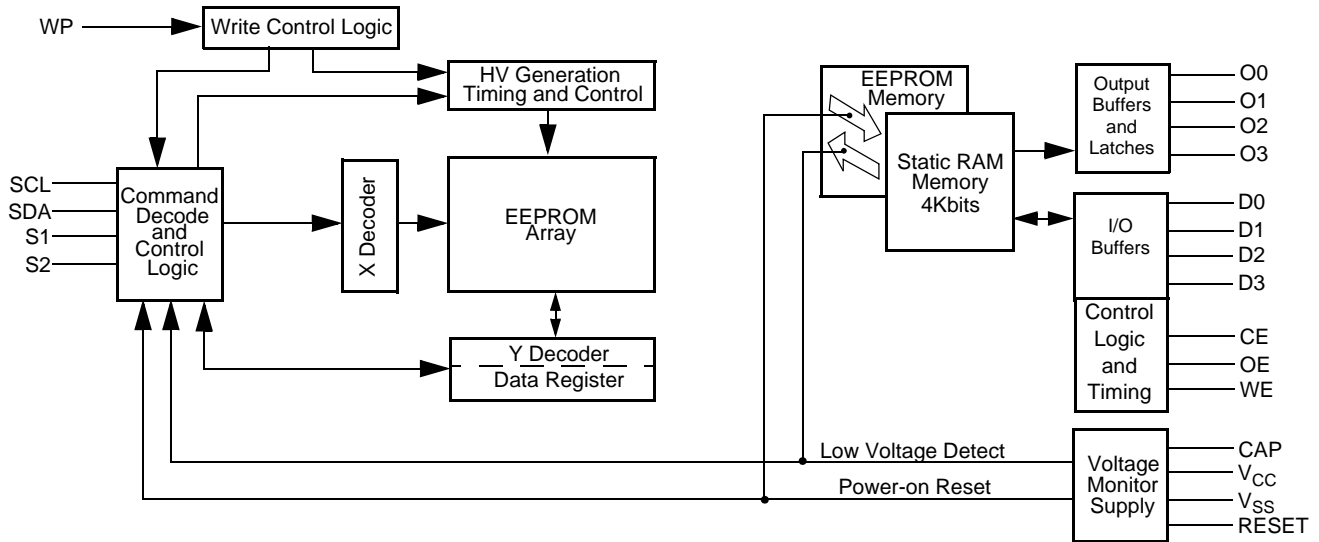 WP
Write Control Logic
HV Generation
Timing and Control
SCL
SDA
S1
S2
Command
Decode
and
Control
Logic
X Decoder
EEPROM
Array
Y Decoder
Data Register
EEPROM
Memory
Static RAM
Memory
4Kbits
Output
Buffers
and
Latches
O0
O1
O2
O3
I/O
Buffers
D0
D1
D2
D3
Control
Logic
and
Timing
CE
OE
WE
Low Voltage Detect
Power-on Reset
Voltage
Monitor
Supply
CAP
VCC
VSS
RESET